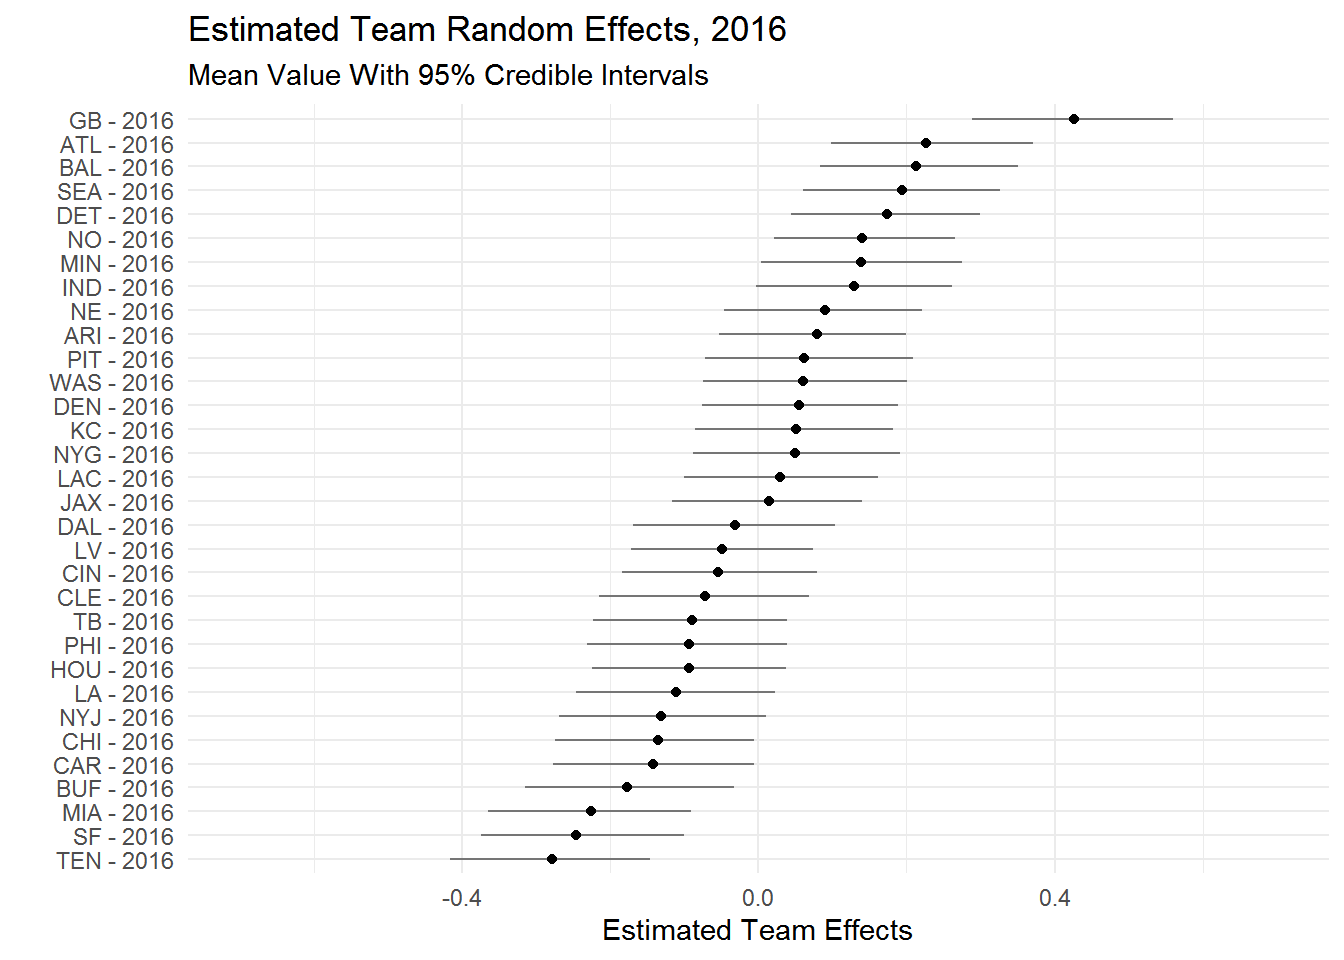 Estimated Team Random Effects, 2016
Mean Value With 95% Credible Intervals
GB - 2016
ATL - 2016
BAL - 2016
SEA - 2016
DET - 2016
NO - 2016
MIN - 2016
IND - 2016
NE - 2016
ARI - 2016
PIT - 2016
WAS - 2016
DEN - 2016
KC - 2016
NYG - 2016
LAC - 2016
JAX - 2016
DAL - 2016
LV - 2016
CIN - 2016
CLE - 2016
TB - 2016
PHI - 2016
HOU - 2016
LA - 2016
NYJ - 2016
CHI - 2016
CAR - 2016
BUF - 2016
MIA - 2016
SF - 2016
TEN - 2016
-0.4 0.0 0.4
Estimated Team Effects